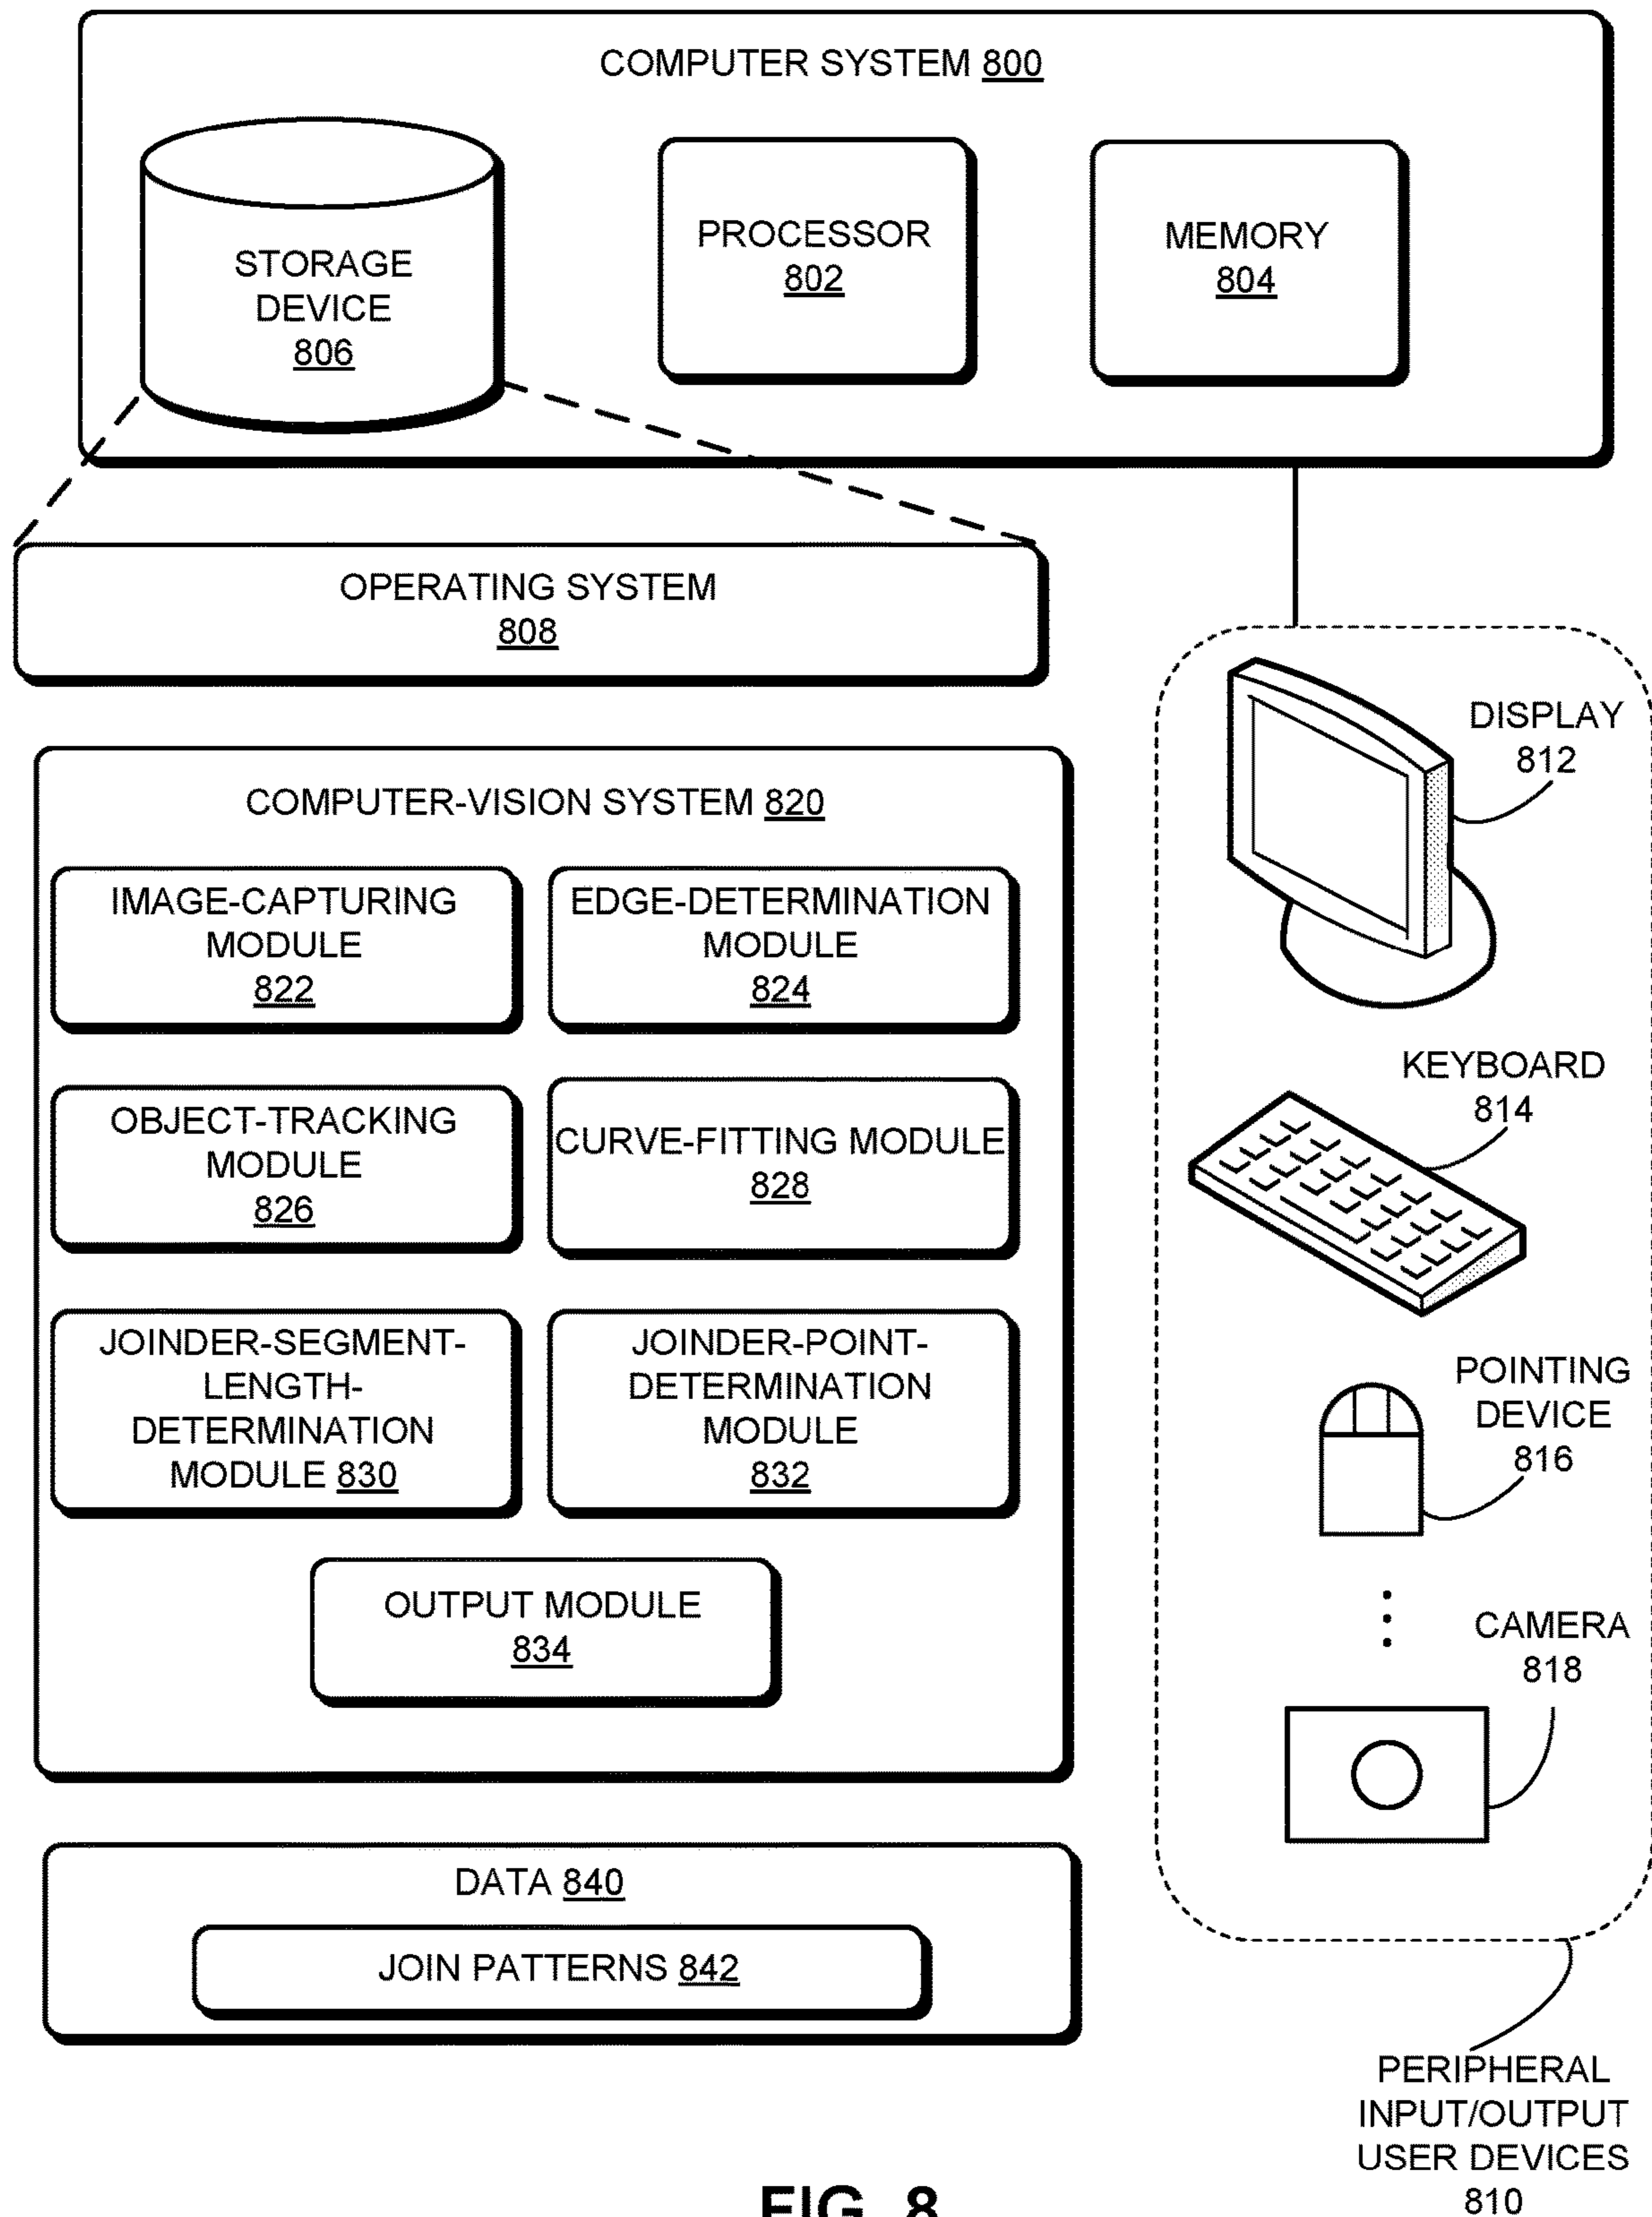 COMPUTER SYSTEM 800
STORAGE
DEVICE
806
PROCESSOR
802
MEMORY
804
OPERATING SYSTEM
808
COMPUTER-VISION SYSTEM 820
IMAGE-CAPTURING
MODULE
822
EDGE-DETERMINATION
MODULE
824
OBJECT-TRACKING
MODULE
826
CURVE-FITTING MODULE
828
JOINDER-SEGMENT-
LENGTH-
DETERMINATION
MODULE 830
JOINDER-POINT-
DETERMINATION
MODULE
832
OUTPUT MODULE
834
DATA 840
JOIN PATTERNS 842
DISPLAY
812
KEYBOARD
814
POINTING
DEVICE
816
CAMERA
818
PERIPHERAL
INPUT/OUTPUT
USER DEVICES
810
FIG. 8